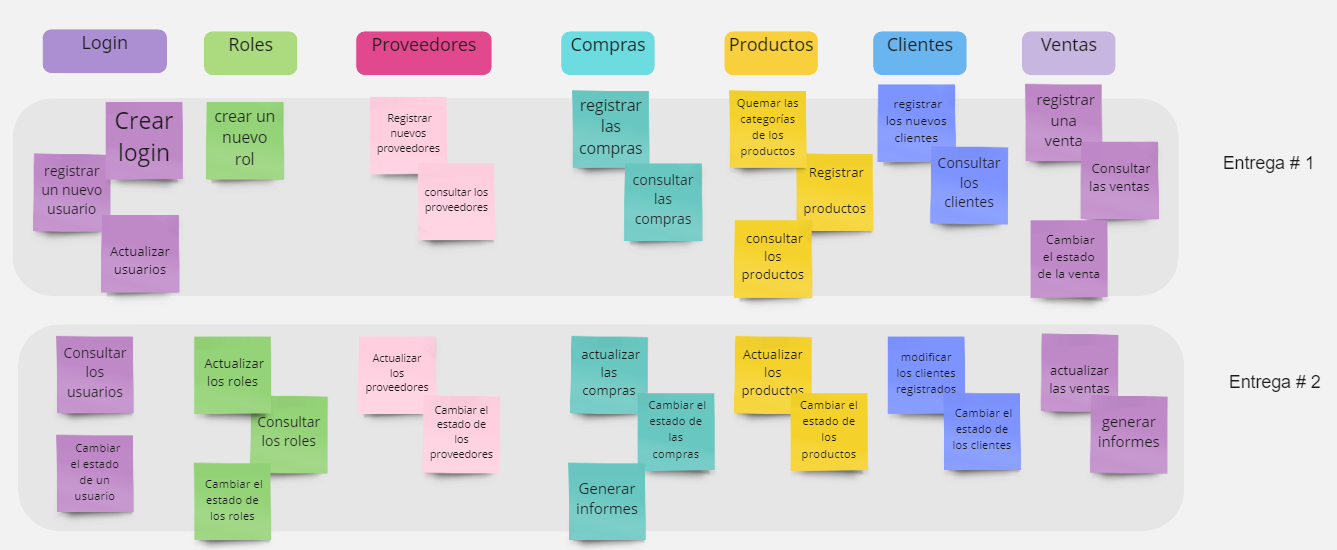 Login
Roles
Proveedores
Compras
Productos
Clientes
Ventas
Entrega # 1
Crear
login
registrar
un nuevo
usuario
Actualizar
usuarios
crear un
nuevo
rol
Registrar
nuevos
proveedores
consultar los
proveedores
registrar
las
compras
consultar
las
compras
Quemar las
categorías
de los
productos
Registrar
productos
consultar
los
productos
registrar
los nuevos
clientes
Consultar
los
clientes
registrar
una
venta
Consultar
las ventas
Cambiar
el estado
de la venta
Entrega # 2
Consultar
los
usuarios
Cambiar
el estado
de un
usuario
Actualizar
los roles
Consultar
los roles
Cambiar el
estado de
los roles
Actualizar
los
proveedores
Cambiar el
estado de
los
proveedores
actualizar
las
compras
Cambiar el
estado de
las
compras
Generar
informes
Actualizar
los
productos
Cambiar el
estado de
los
productos
modificar
los clientes
registrados
Cambiar el
estado de
los clientes
actualizar
las ventas
generar
informes